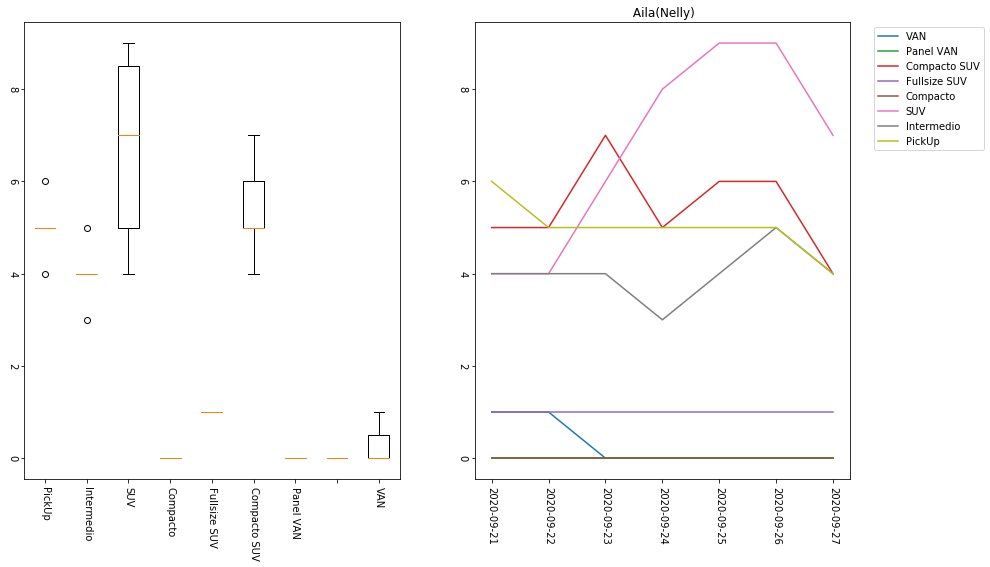 8
6
4
2
0
PickUp
Intermedio
SUV
Compacto
Fullsize SUV
Compacto SUV
Panel VAN
VAN
Aila(Nelly)
8
6
4
2
0
2020-09-21
2020-09-22
2020-09-23
2020-09-24
2020-09-25
2020-09-26
2020-09-27
VAN
Panel VAN
Compacto SUV
Fullsize SUV
Compacto
SUV
Intermedio
PickUp